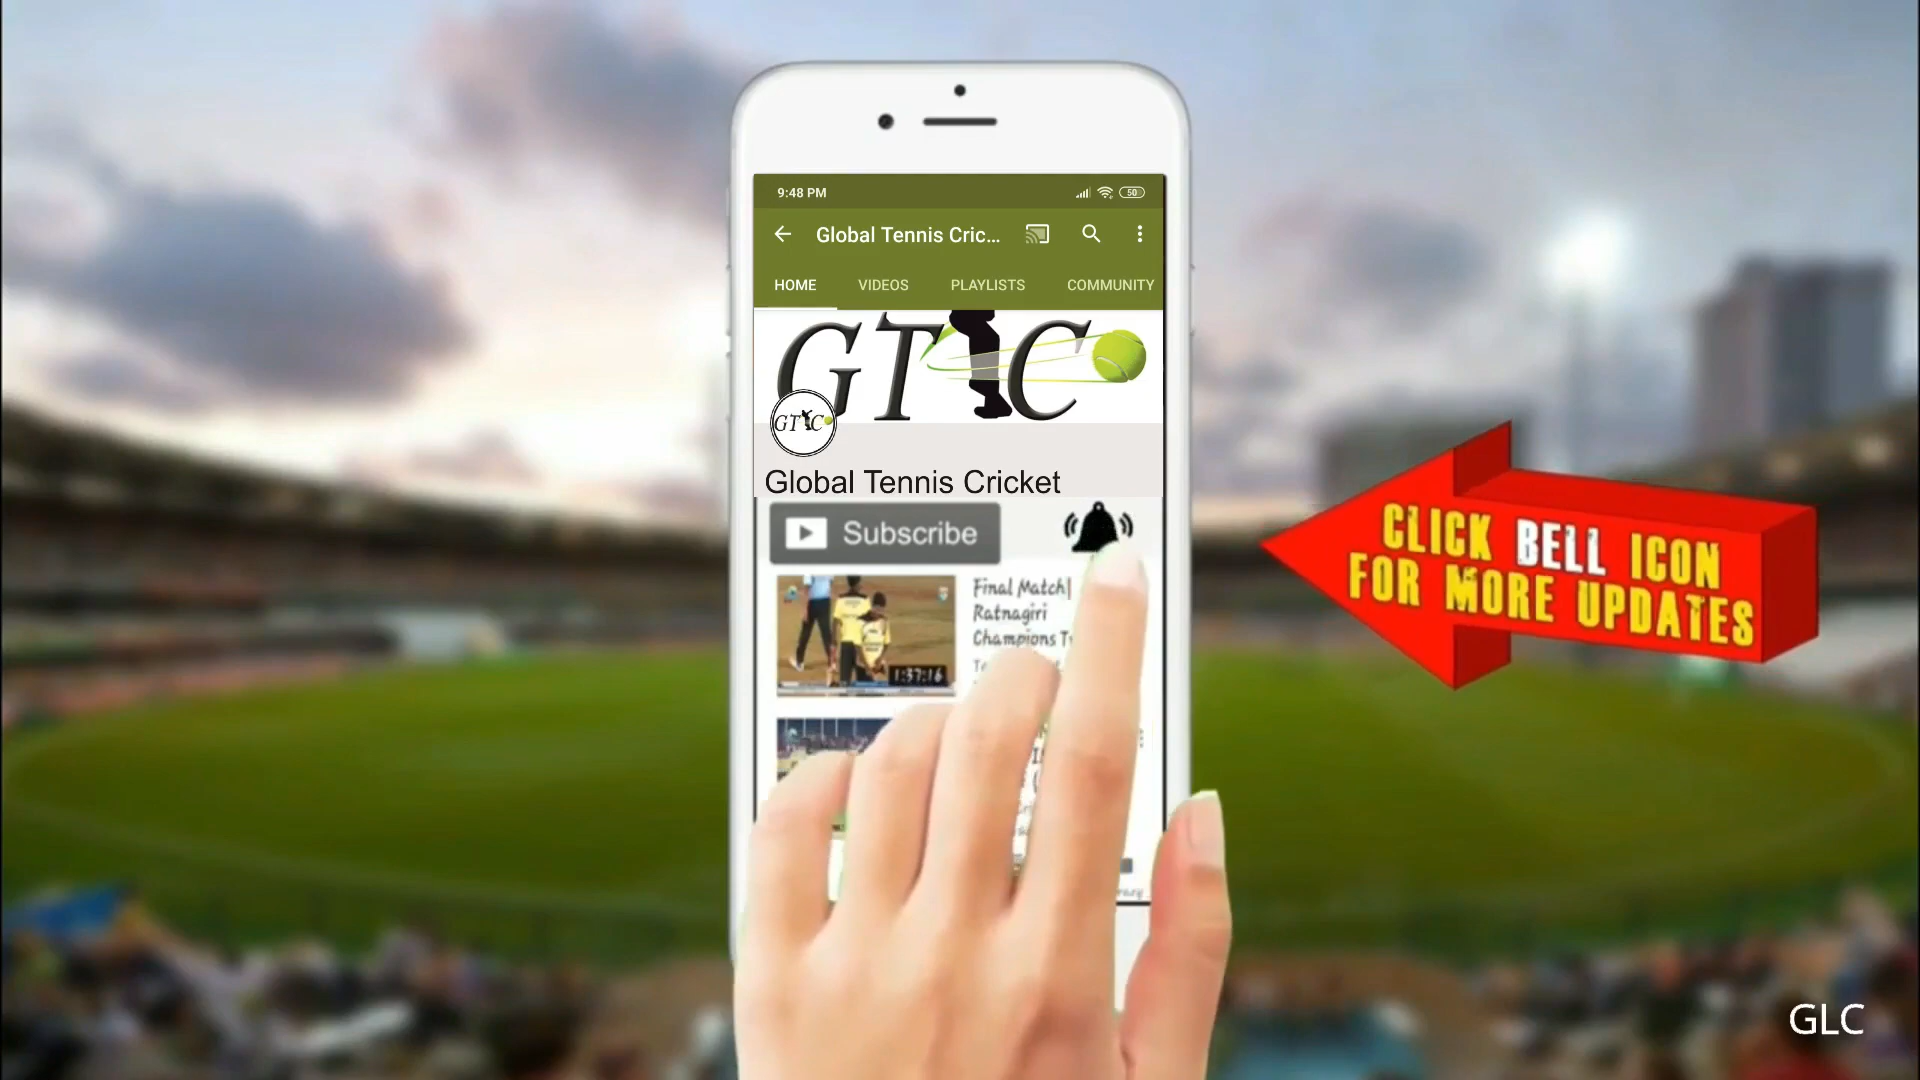 9:48 PM
50
Global Tennis Cric...
HOME VIDEOS PLAYLISTS COMMUNITY
GTC
GTC
Global Tennis Cricket
Subscribe
Final Match|
Ratnagiri
Champions
1:37:16
CLICK BELL ICON
FOR MORE UPDATES
GLC